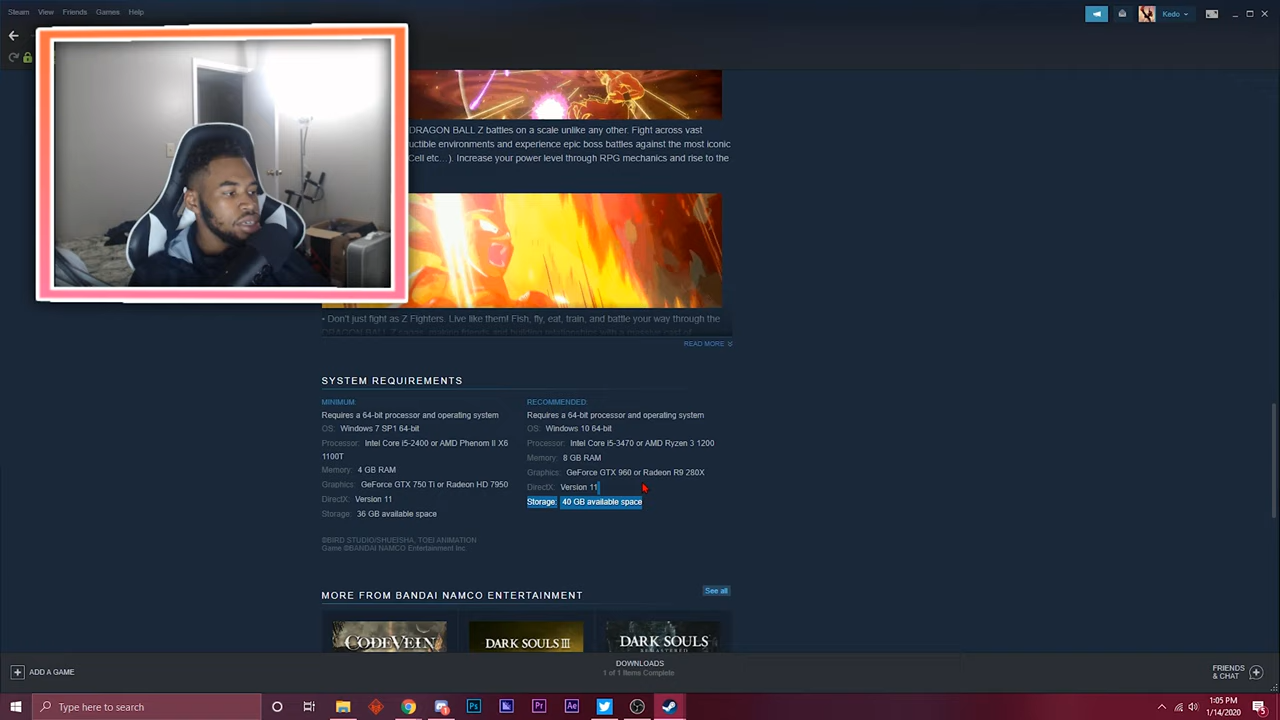 Steam View Friends Games Help
Kedo
DRAGON BALL Z battles on a scale unlike any other. Fight across vast
uctible environments and experience epic boss battles against the most iconic
Cell etc…). Increase your power level through RPG mechanics and rise to the
• Don't just fight as Z Fighters. Live like them! Fish, fly, eat, train, and battle your way through the
READ MORE
SYSTEM REQUIREMENTS
MINIMUM:
Requires a 64-bit processor and operating system
OS: Windows 7 SP1 64-bit
Processor: Intel Core i5-2400 or AMD Phenom II X6
1100T
Memory: 4 GB RAM
Graphics: GeForce GTX 750 Ti or Radeon HD 7950
DirectX: Version 11
Storage: 36 GB available space
RECOMMENDED:
Requires a 64-bit processor and operating system
OS: Windows 10 64-bit
Processor: Intel Core i5-3470 or AMD Ryzen 3 1200
Memory: 8 GB RAM
Graphics: GeForce GTX 960 or Radeon R9 280X
DirectX: Version 11
Storage: 40 GB available space
©BIRD STUDIO/SHUEISHA, TOEI ANIMATION
Game ©BANDAI NAMCO Entertainment Inc.
MORE FROM BANDAI NAMCO ENTERTAINMENT
See all
CODE VEIN
DARK SOULS III
DARK SOULS
REMASTERED
ADD A GAME
DOWNLOADS
1 of 1 Items Complete
FRIENDS
& CHAT
Type here to search
Ps
Pr
Ae
1:05 PM
1/14/2020